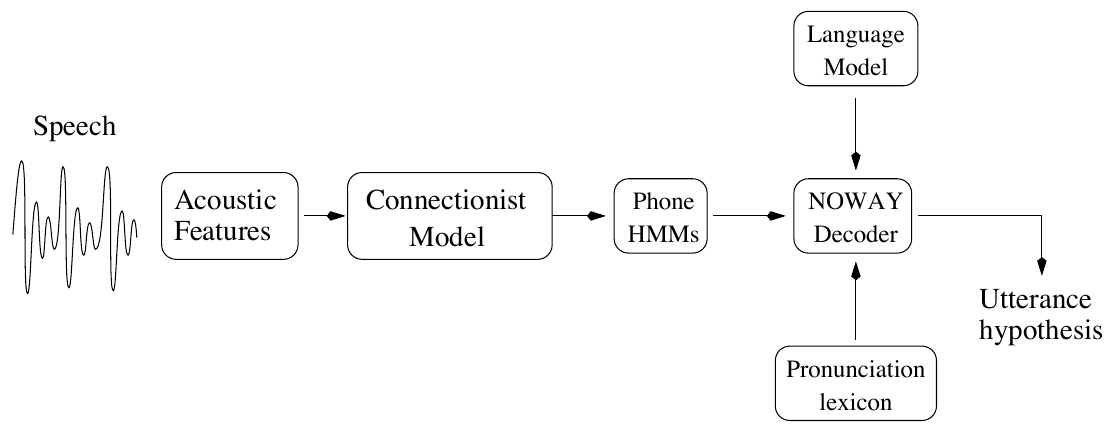 Language
Model
Speech
Acoustic
Features
Connectionist
Model
Phone
HMMs
NOWAY
Decoder
Utterance
hypothesis
Pronunciation
lexicon